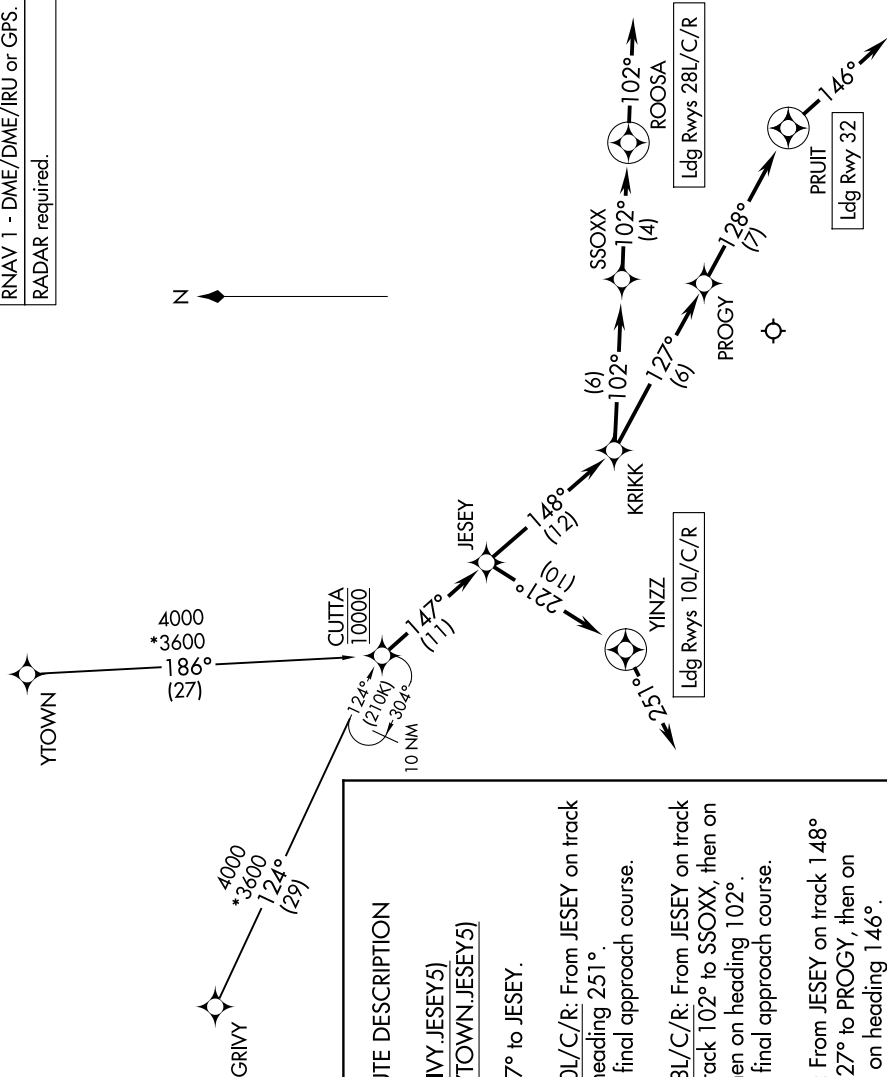 RNAV 1 - DME/DME/IRU or GPS.
RADAR required.
N
YTOWN
4000
*3600
186°
(27)
CUTTA
10000
GRIVY
4000
*3600
124°
(29)
124°
(210K)
304°
10 NM
147°
(11)
JESEY
148°
(12)
221°
(10)
YINZZ
Ldg Rwys 10L/C/R
251°
KRIKK
(6)
102°
SSOXX
102°
(4)
ROOSA
102°
Ldg Rwys 28L/C/R
127°
(6)
PROGY
128°
(7)
PRUIT
Ldg Rwy 32
146°
UTE DESCRIPTION
IVY.JESEY5)
TOWN.JESEY5)
7° to JESEY.
0L/C/R: From JESEY on track
heading 251°.
final approach course.
8L/C/R: From JESEY on track
rack 102° to SSOXX, then on
en on heading 102°.
final approach course.
: From JESEY on track 148°
27° to PROGY, then on
on heading 146°.